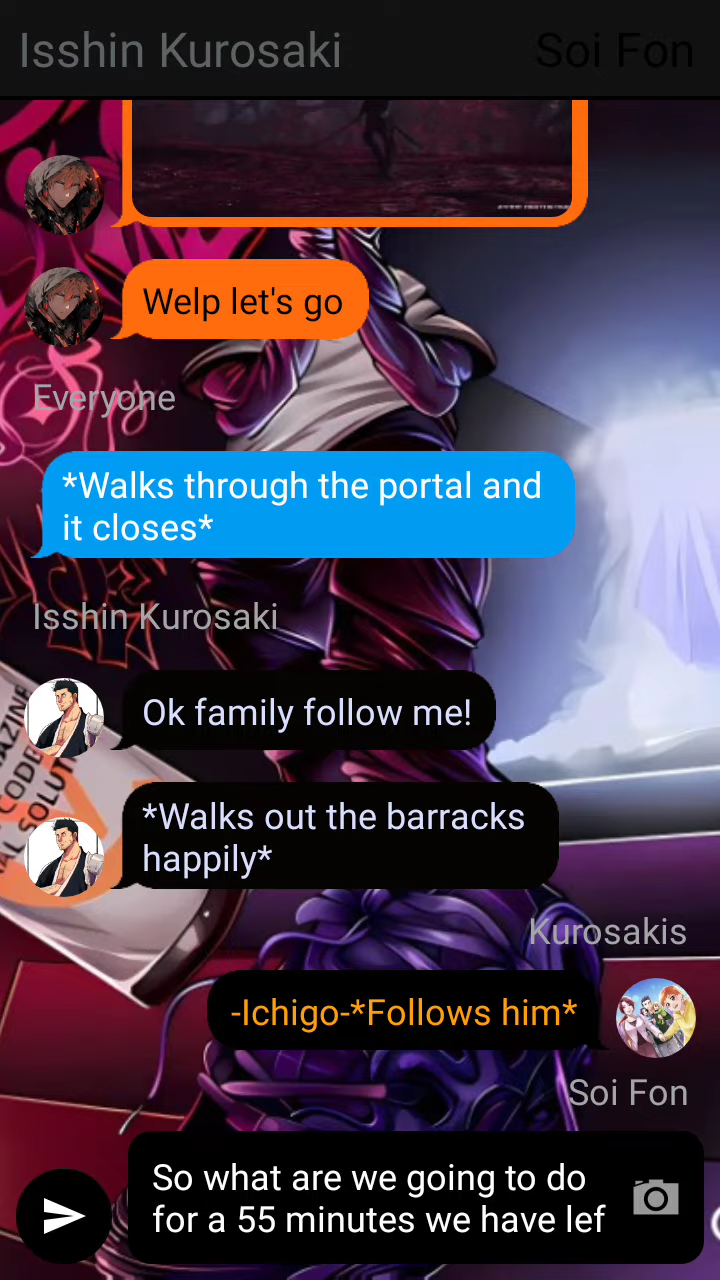 Isshin Kurosaki
Soi Fon
Welp let's go
Everyone
*Walks through the portal and
it closes*
Isshin Kurosaki
Ok family follow me!
*Walks out the barracks
happily*
Kurosakis
-Ichigo-*Follows him*
Soi Fon
So what are we going to do
for a 55 minutes we have lef